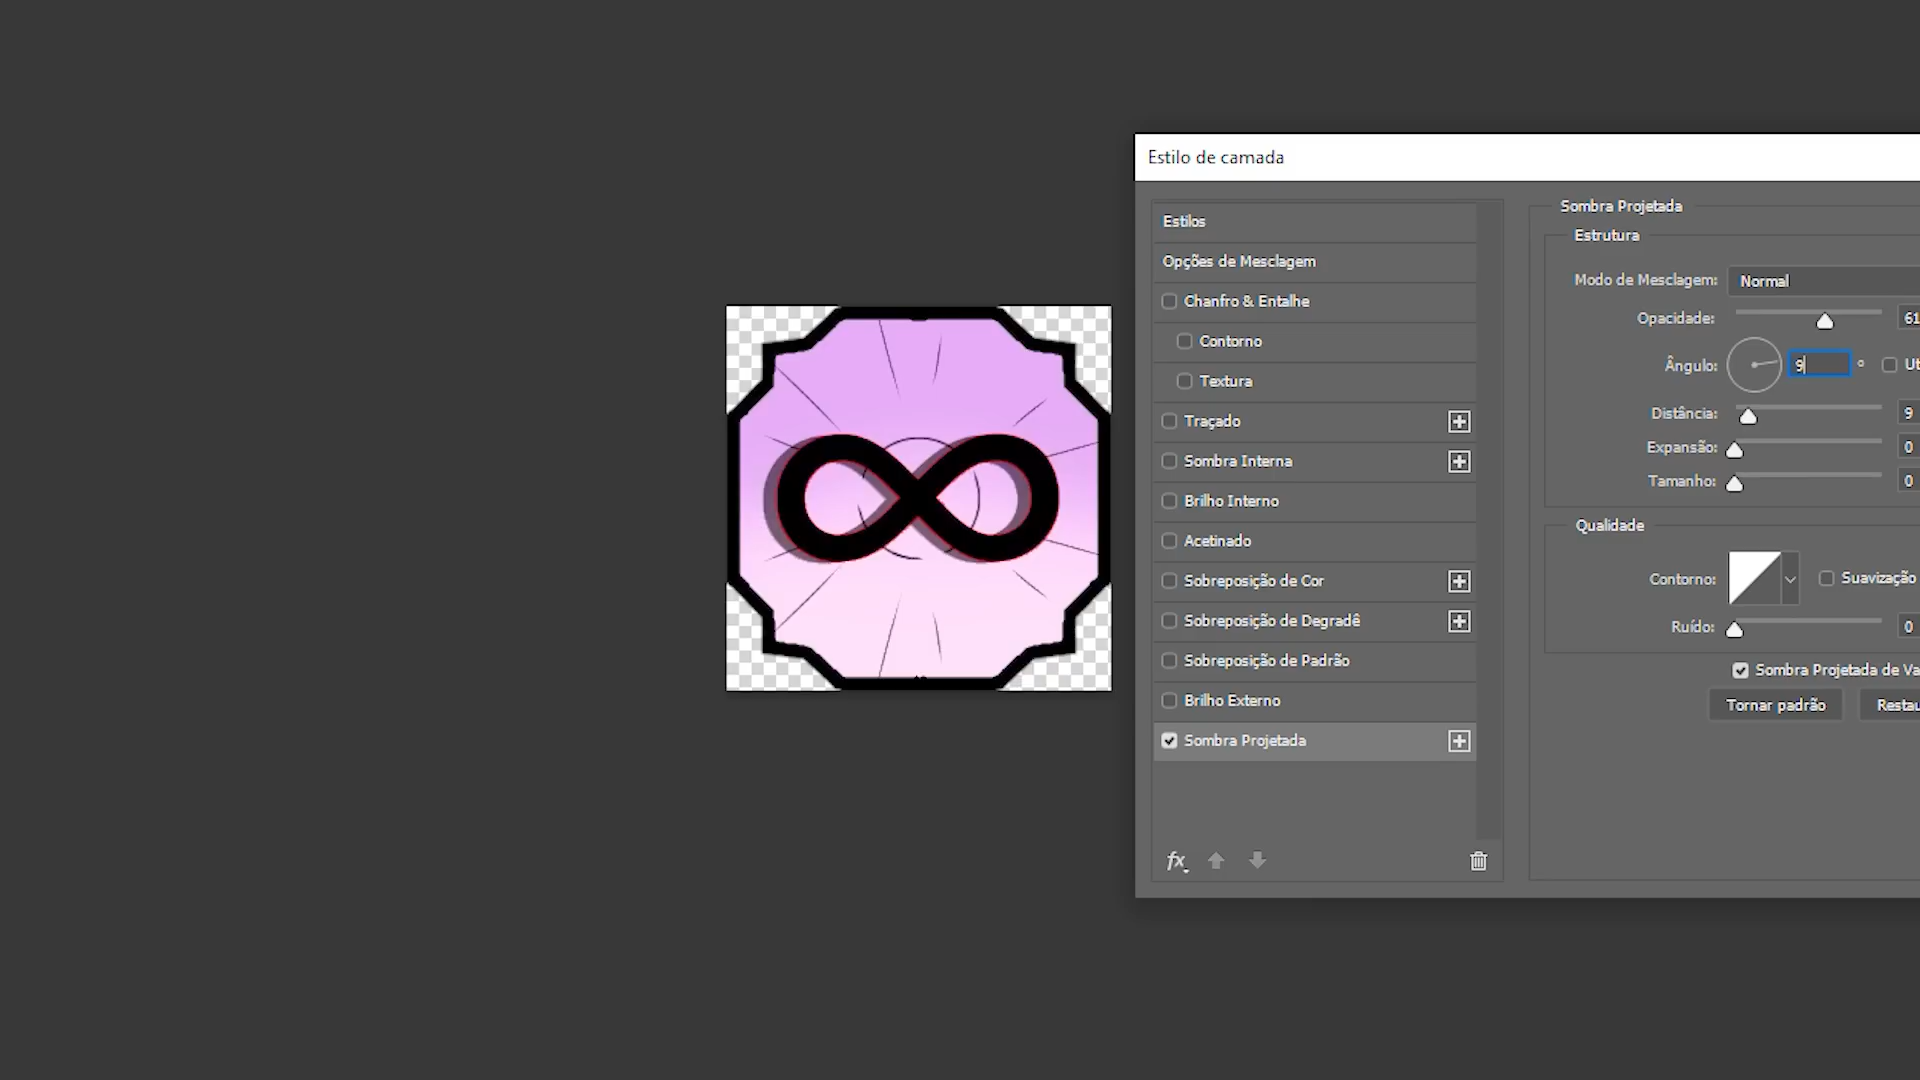 Estilo de camada
Estilos
Opções de Mesclagem
Chanfro & Entalhe
Contorno
Textura
Traçado
Sombra Interna
Brilho Interno
Acetinado
Sobreposição de Cor
Sobreposição de Degradê
Sobreposição de Padrão
Brilho Externo
Sombra Projetada
fx
Sombra Projetada
Estrutura
Modo de Mesclagem: Normal
Opacidade: 61
Ângulo: 9 ° Ut
Distância: 9
Expansão: 0
Tamanho: 0
Qualidade
Contorno: Suavização
Ruído: 0
Sombra Projetada de Va
Tornar padrão Restau